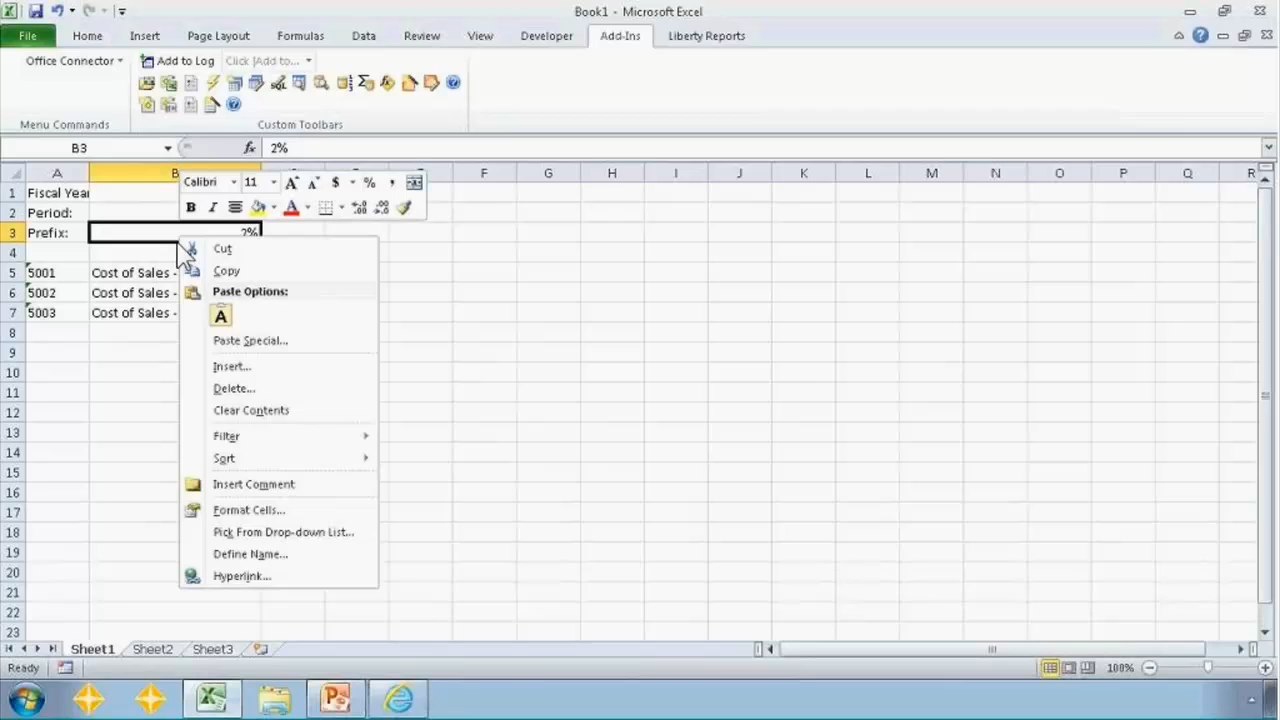 Book1 - Microsoft Excel
File Home Insert Page Layout Formulas Data Review View Developer Add-Ins Liberty Reports
Office Connector Add to Log Click [Add to...
Menu Commands Custom Toolbars
B3 fx 2%
A B F G H I J K L M N O P Q R
Calibri 11 A A $ % ,
B I A
1 Fiscal Year
2 Period:
3 Prefix: 2%
4
5 5001 Cost of Sales -
6 5002 Cost of Sales -
7 5003 Cost of Sales -
8
9
10
11
12
13
14
15
16
17
18
19
20
21
22
23
Cut
Copy
Paste Options:
A
Paste Special...
Insert...
Delete...
Clear Contents
Filter
Sort
Insert Comment
Format Cells...
Pick From Drop-down List...
Define Name...
Hyperlink...
Sheet1 Sheet2 Sheet3
Ready 100%